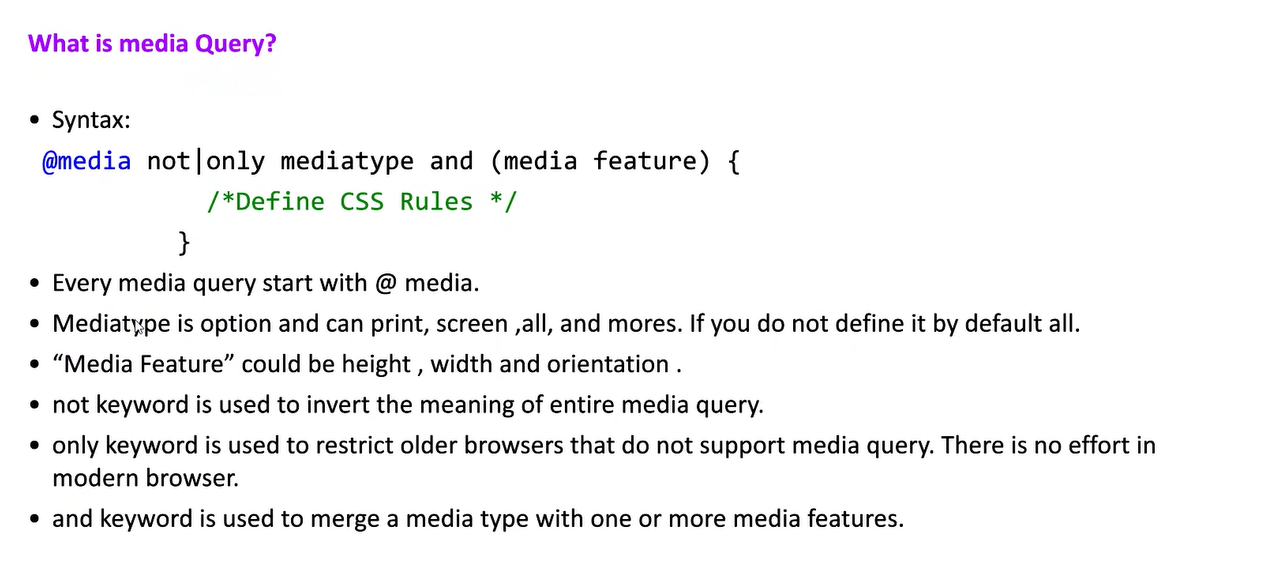 What is media Query?
• Syntax:
@media not|only mediatype and (media feature) {
/*Define CSS Rules */
}
• Every media query start with @ media.
• Mediatype is option and can print, screen ,all, and mores. If you do not define it by default all.
• “Media Feature” could be height , width and orientation .
• not keyword is used to invert the meaning of entire media query.
• only keyword is used to restrict older browsers that do not support media query. There is no effort in
modern browser.
• and keyword is used to merge a media type with one or more media features.